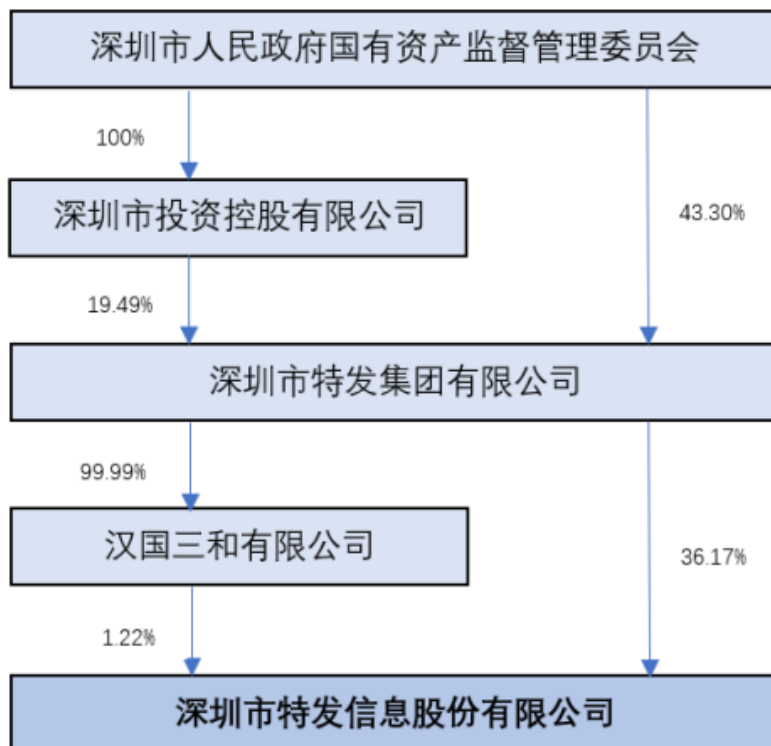 深圳市人民政府国有资产监督管理委员会
100%
深圳市投资控股有限公司
43.30%
19.49%
深圳市特发集团有限公司
99.99%
汉国三和有限公司
36.17%
1.22%
深圳市特发信息股份有限公司